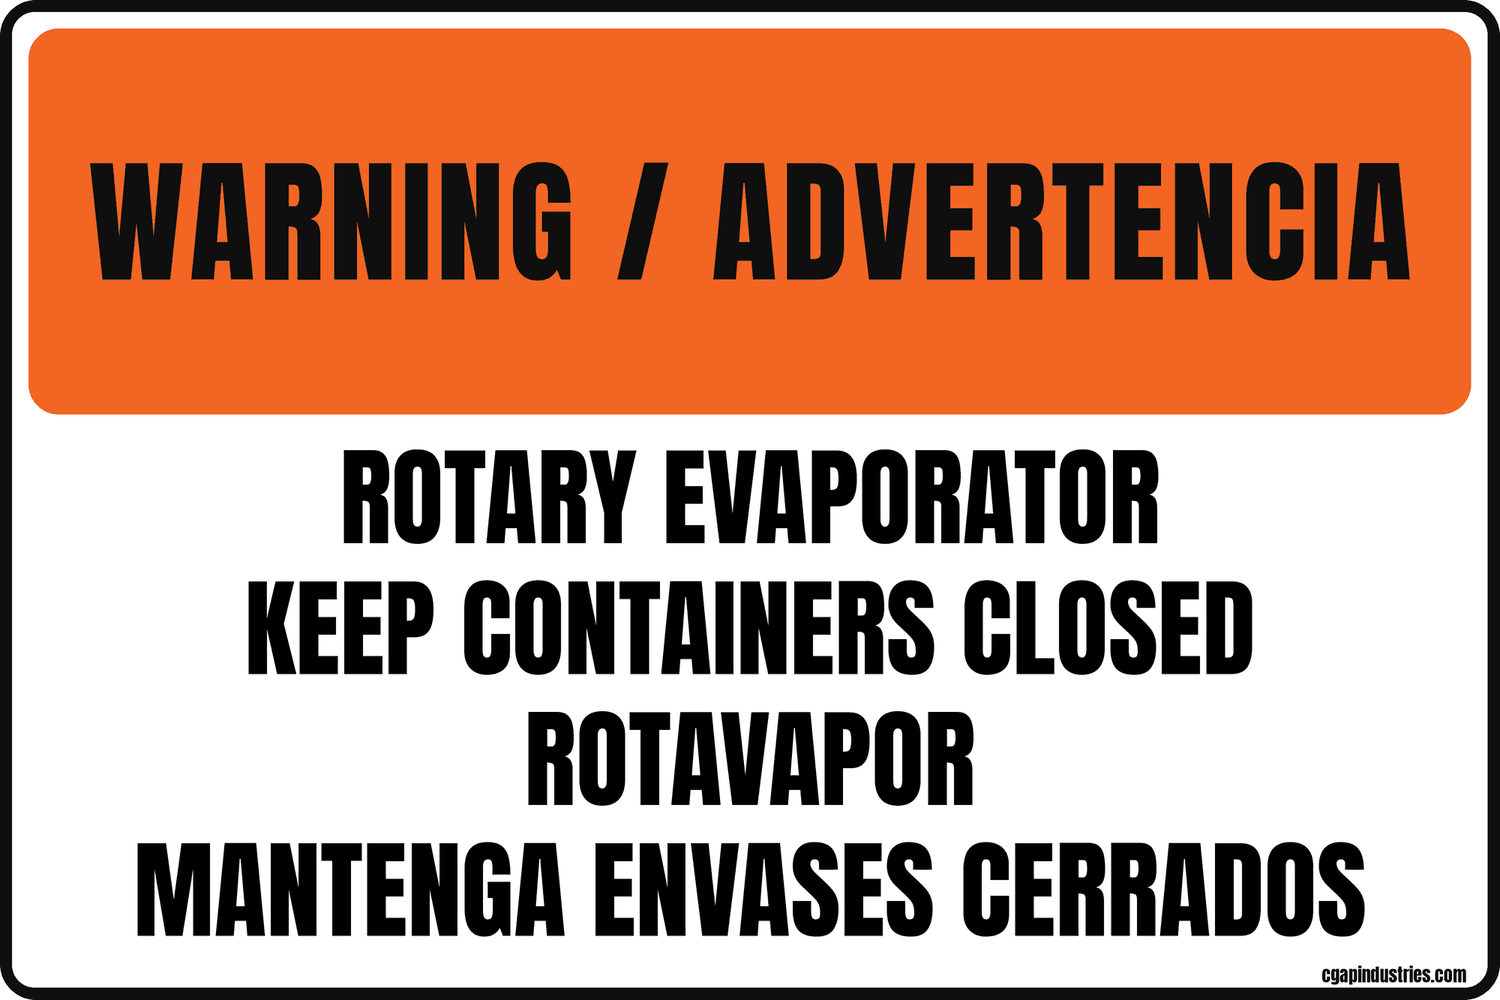 WARNING / ADVERTENCIA
ROTARY EVAPORATOR
KEEP CONTAINERS CLOSED
ROTAVAPOR
MANTENGA ENVASES CERRADOS
cgapindustries.com